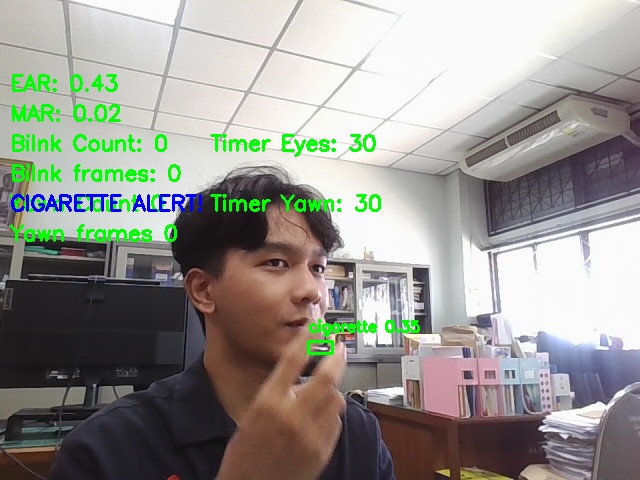 EAR: 0.43
MAR: 0.02
Bilnk Count: 0 Timer Eyes: 30
Bilnk frames: 0
CIGARETTE ALERT! Timer Yawn: 30
Yawn frames 0
cigarette 0.35